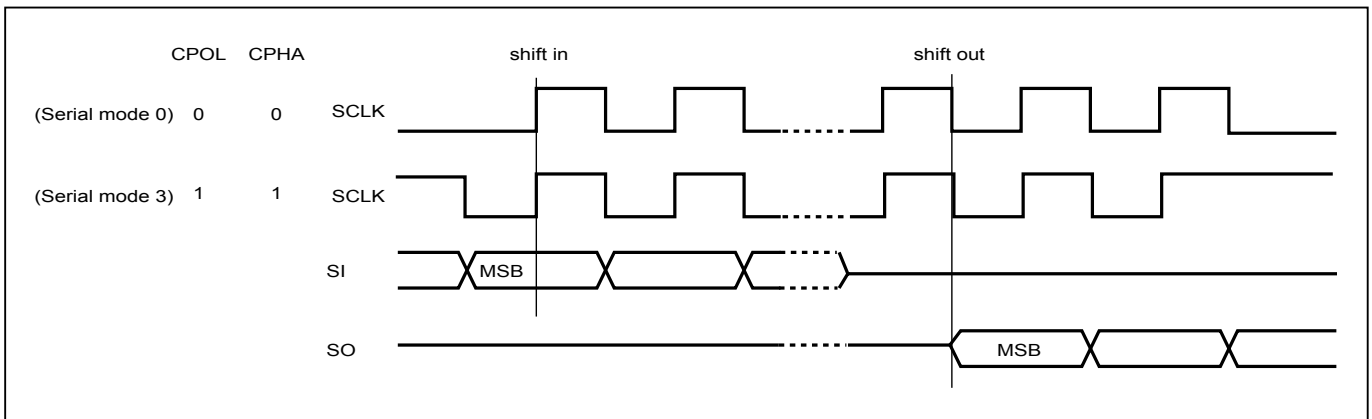 CPOL CPHA shift in shift out
(Serial mode 0) 0 0 SCLK
(Serial mode 3) 1 1 SCLK
SI MSB
SO MSB